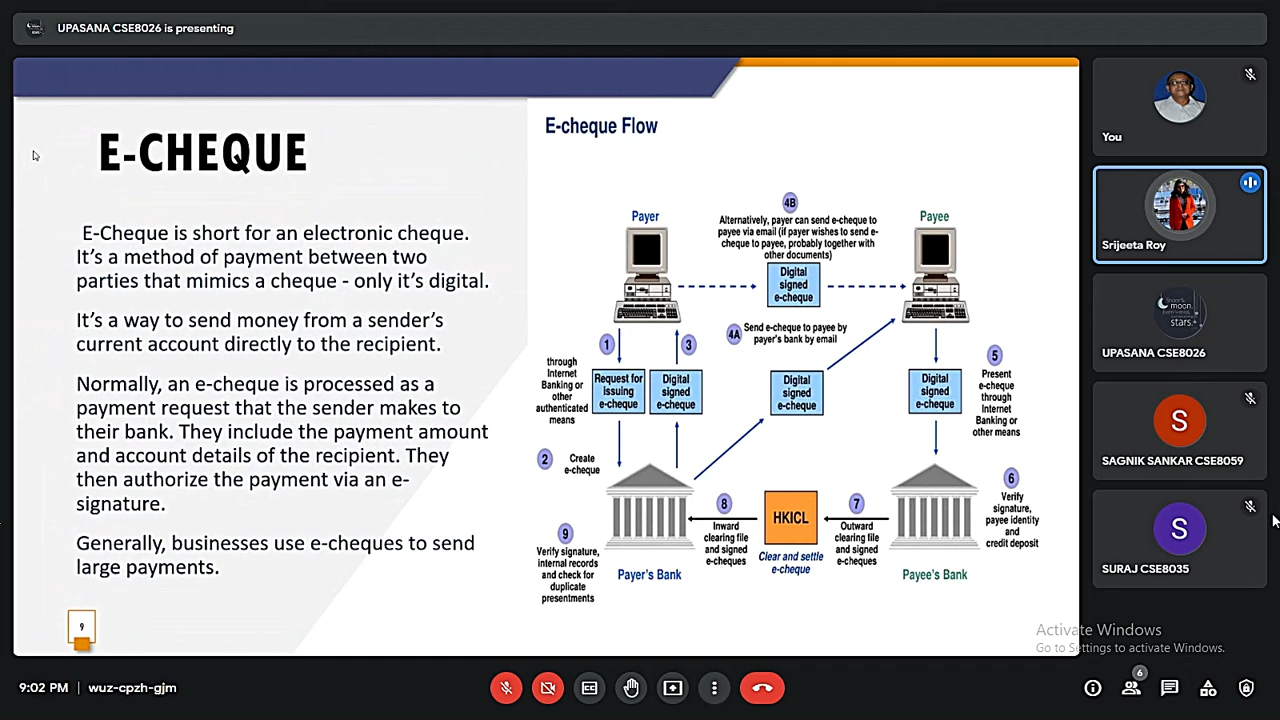 UPASANA CSE8026 is presenting
E-CHEQUE
E-Cheque is short for an electronic cheque.
It's a method of payment between two
parties that mimics a cheque - only it's digital.
It's a way to send money from a sender's
current account directly to the recipient.
Normally, an e-cheque is processed as a
payment request that the sender makes to
their bank. They include the payment amount
and account details of the recipient. They
then authorize the payment via an e-
signature.
Generally, businesses use e-cheques to send
large payments.
9
E-cheque Flow
Payer
4B
Alternatively, payer can send e-cheque to
payee via email (if payer wishes to send e-
cheque to payee, probably together with
other documents)
Payee
Digital
signed
e-cheque
4A
Send e-cheque to payee by
payer's bank by email
1
through
Internet
Banking or
other
authenticated
means
Request for
issuing
e-cheque
3
Digital
signed
e-cheque
Digital
signed
e-cheque
Digital
signed
e-cheque
5
Present
e-cheque
through
Internet
Banking or
other means
2
Create
e-cheque
6
Verify
signature,
payee identity
and
credit deposit
8
Inward
clearing file
and signed
e-cheques
HKICL
Clear and settle
e-cheque
7
Outward
clearing file
and signed
e-cheques
9
Verify signature,
internal records
and check for
duplicate
presentments
Payer's Bank
Payee's Bank
You
Srijeeta Roy
UPASANA CSE8026
S
SAGNIK SANKAR CSE8059
S
SURAJ CSE8035
Activate Windows
Go to Settings to activate Windows.
9:02 PM | wuz-cpzh-gjm
6